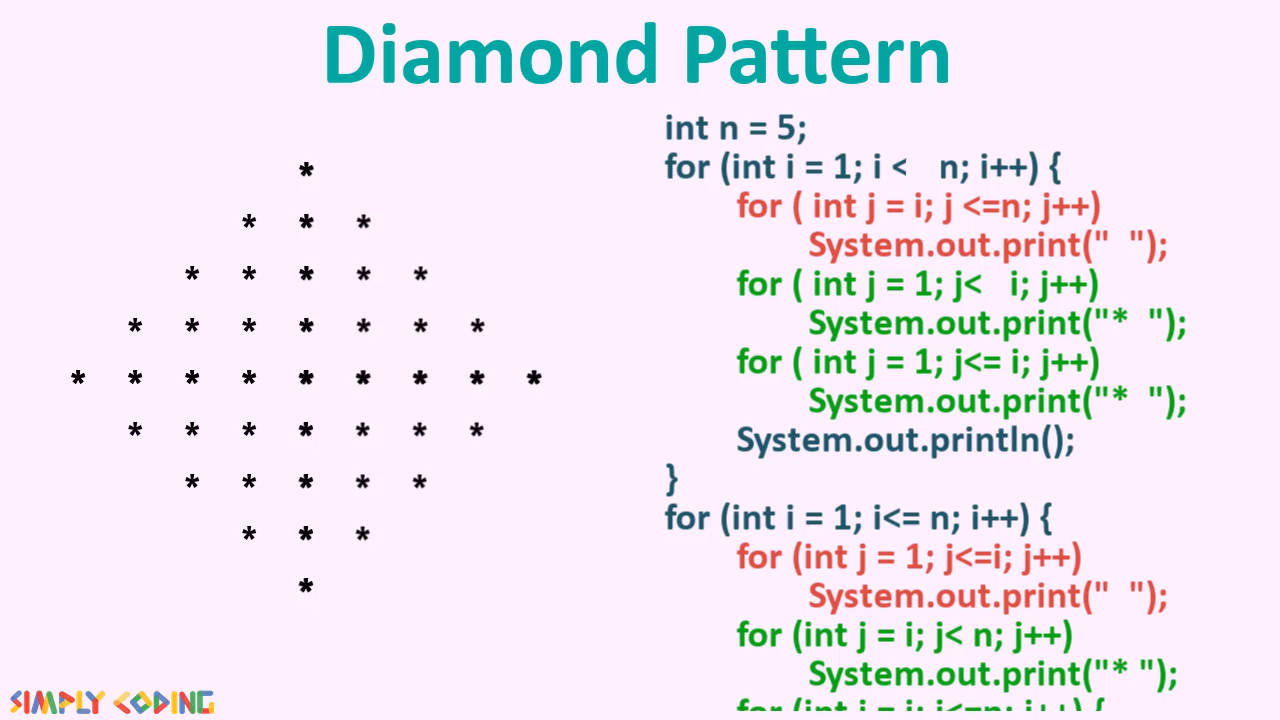 Diamond Pattern
*
* * *
* * * * *
* * * * * * *
* * * * * * * * *
* * * * * * *
* * * * *
* * *
*
int n = 5;
for (int i = 1; i <   n; i++) {
for ( int j = i; j <=n; j++)
System.out.print("  ");
for ( int j = 1; j<   i; j++)
System.out.print("*  ");
for ( int j = 1; j<= i; j++)
System.out.print("*  ");
System.out.println();
}
for (int i = 1; i<= n; i++) {
for (int j = 1; j<=i; j++)
System.out.print("  ");
for (int j = i; j< n; j++)
System.out.print("* ");
for (int j = i; j<=n; j++) {
SIMPLY CODING